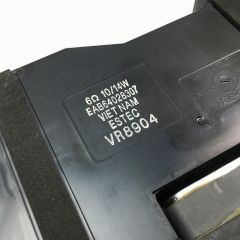 6Ω 10/14W
EAB64028307
VIETNAM
ESTEC
VR8904